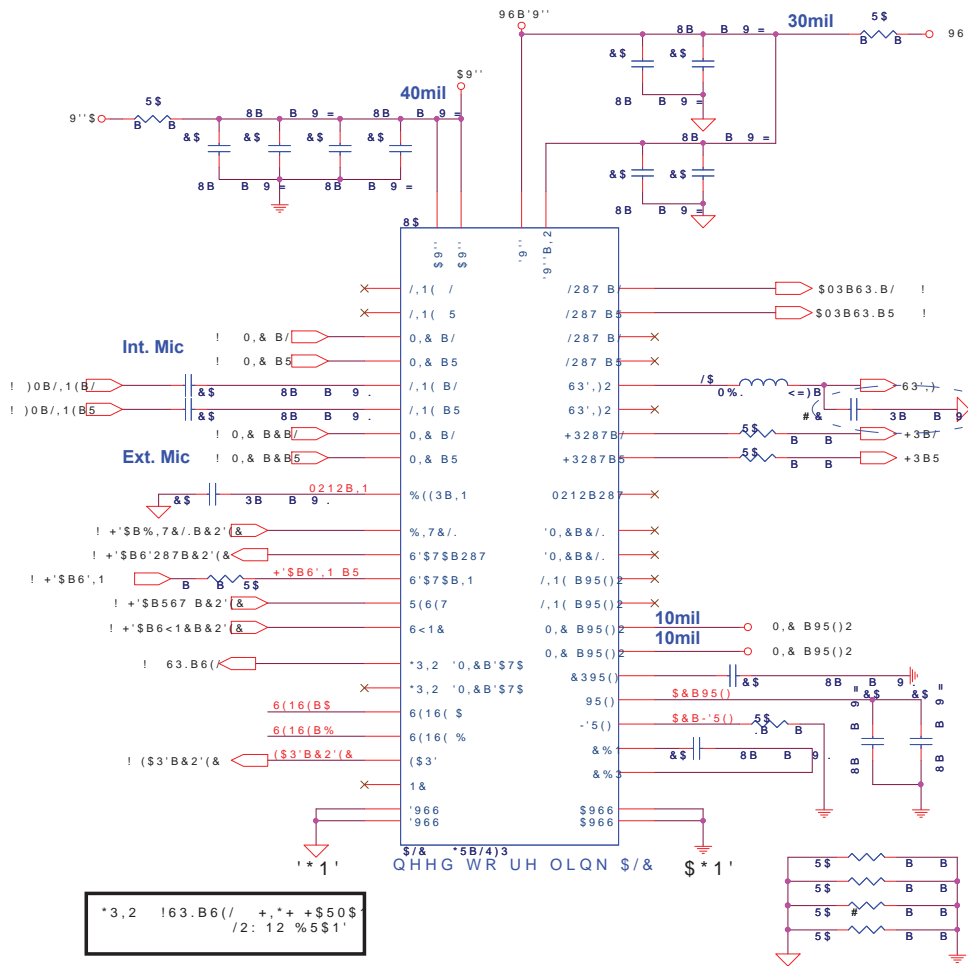 96B'9''
8B B 9 =
30mil
5$
B B
96
&$ &$
8B B 9 =
$9''
40mil
9''$
5$
B B
8B B 9 = B 9 =
&$ &$ &$ &$
8B B 9 = 8B B 9 =
8B B 9 =
&$ &$
8B B 9 =
8$
$9'' $9'' '9'' '9''B,2
/,1( / /287 B/ $03B63.B/ !
/,1( 5 /287 B5 $03B63.B5 !
Int. Mic
! 0,& B/ 0,& B/ /287 B/
! 0,& B5 0,& B5 /287 B5
! )0B/,1(B/ &$ 8B B 9 . /,1( B/ 63',)2 /$ 0%. <=)B 63',)
! )0B/,1(B5 &$ 8B B 9 . /,1( B5 63',)2 # & 3B B 9
! 0,& B&B/ 0,& B/ +3287B/ 5$ B B +3B/
Ext. Mic
! 0,& B&B5 0,& B5 +3287B5 5$ B B +3B5
&$ 3B B 9 . 0212B,1 %((3B,1 0212B287
! +'$B%,7&/.B&2'(& %,7&/. '0,&B&/.
! +'$B6'287B&2'(& 6'$7$B287 '0,&B&/.
! +'$B6',1 B B 5$ +'$B6',1 B5 6'$7$B,1 /,1( B95()2
! +'$B567 B&2'(& 5(6(7 /,1( B95()2
! +'$B6<1&B&2'(& 6<1& 0,& B95()2 10mil 0,& B95()2
10mil
0,& B95()2 0,& B95()2
! 63.B6(/ *3,2 '0,&B'$7$ &395() &$ 8B B 9 .
*3,2 '0,&B'$7$ 95() $&B95() &$ &$
6(16(B$ 6(16( $ -'5() $&B-'5() 5$ .B B
8B B 9 = 8B B 9 =
6(16(B% 6(16( % &%1 &$ 8B B 9 .
! ($3'B&2'(& ($3'B&2'(& ($3' &%3
1&
'966 $966
'966 $966
$/& *5B/4)3
'*1' QHHG WR UH OLQN $/& $*1'
*3,2 !63.B6(/ +,*+ +$50$1
/2: 12 %5$1'
5$ B B
5$ B B
5$ # B B
5$ B B